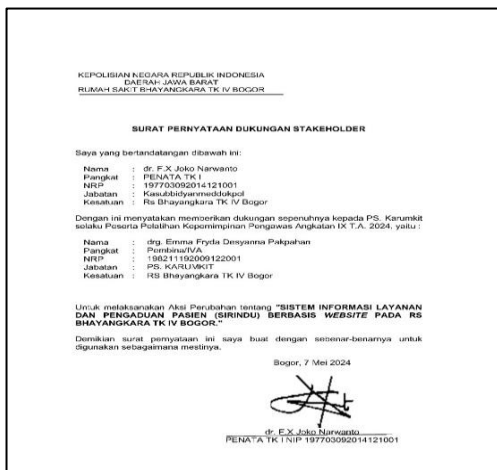 KEPOLISIAN NEGARA REPUBLIK INDONESIA
DAERAH JAWA BARAT
RUMAH SAKIT BHAYANGKARA TK IV BOGOR
SURAT PERNYATAAN DUKUNGAN STAKEHOLDER
Saya yang bertandatangan dibawah ini:
Nama : dr. F.X Joko Narwanto
Pangkat : PENATA TK I
NRP : 197703092014121001
Jabatan : Kasubbidyanmeddokpol
Kesatuan : Rs Bhayangkara TK IV Bogor
Dengan ini menyatakan memberikan dukungan sepenuhnya kepada PS. Karumkit
selaku Peserta Pelatihan Kepemimpinan Pengawas Angkatan IX T.A. 2024, yaitu :
Nama : drg. Emma Fryda Desyanna Pakpahan
Pangkat : Pembina/IVA
NRP : 198211192009122001
Jabatan : PS. KARUMKIT
Kesatuan : RS Bhayangkara TK IV Bogor
Untuk melaksanakan Aksi Perubahan tentang "SISTEM INFORMASI LAYANAN
DAN PENGADUAN PASIEN (SIRINDU) BERBASIS WEBSITE PADA RS
BHAYANGKARA TK IV BOGOR."
Demikian surat pernyataan ini saya buat dengan sebenar-benarnya untuk
digunakan sebagaimana mestinya.
Bogor, 7 Mei 2024
dr. F.X Joko Narwanto
PENATA TK I NIP 197703092014121001